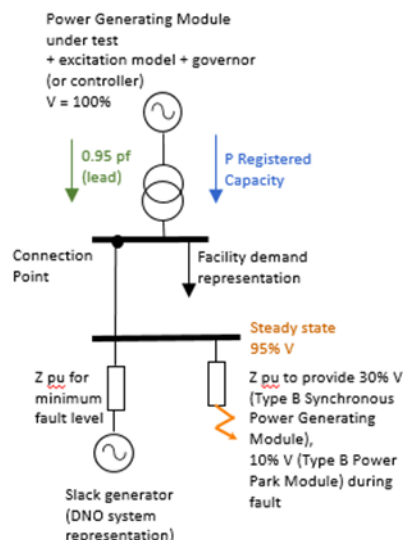 Power Generating Module
under test
+ excitation model + governor
(or controller)
V = 100%
0.95 pf
(lead)
P Registered
Capacity
Connection
Point
Facility demand
representation
Steady state
95% V
Z pu for
minimum
fault level
Z pu to provide 30% V
(Type B Synchronous
Power Generating
Module),
10% V (Type B Power
Park Module) during
fault
Slack generator
(DNO system
representation)